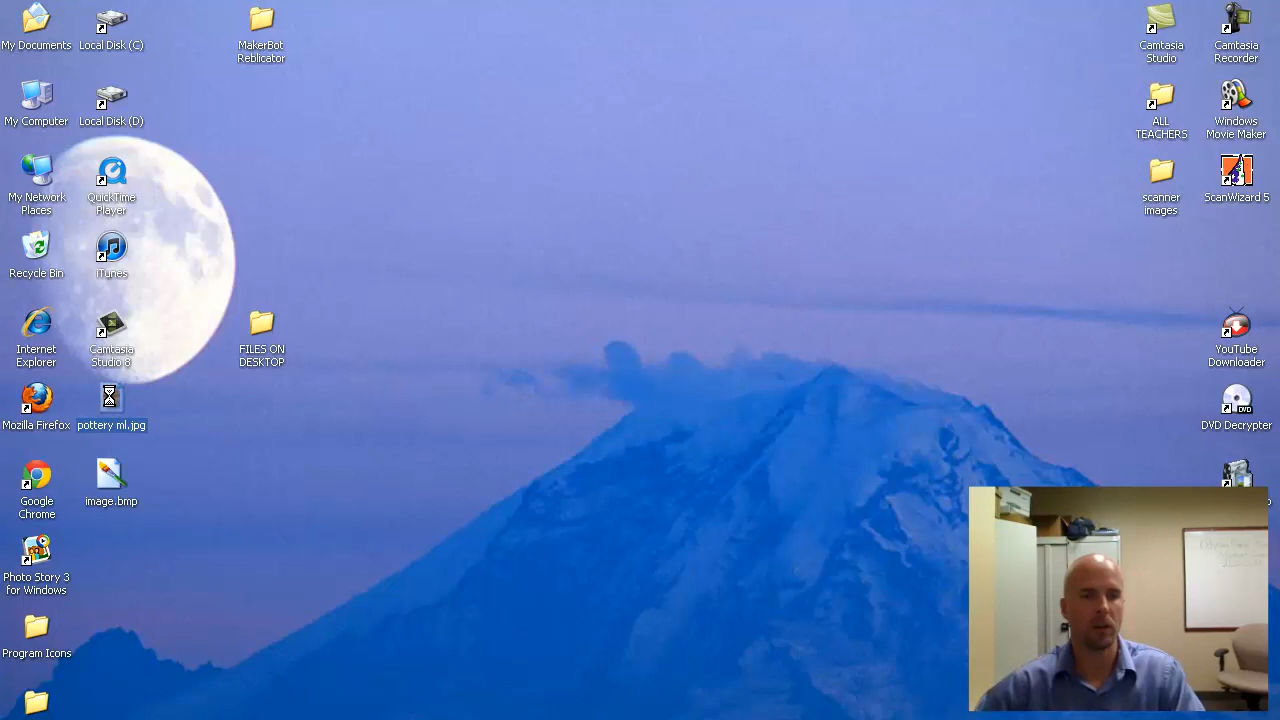 My Documents
Local Disk (C)
MakerBot
Reblicator
Camtasia
Studio
Camtasia
Recorder
My Computer
Local Disk (D)
ALL
TEACHERS
Windows
Movie Maker
My Network
Places
QuickTime
Player
scanner
images
ScanWizard 5
Recycle Bin
iTunes
Internet
Explorer
Camtasia
Studio 8
FILES ON
DESKTOP
YouTube
Downloader
Mozilla Firefox
pottery ml.jpg
DVD
DVD Decrypter
Google
Chrome
image.bmp
Photo Story 3
for Windows
Program Icons